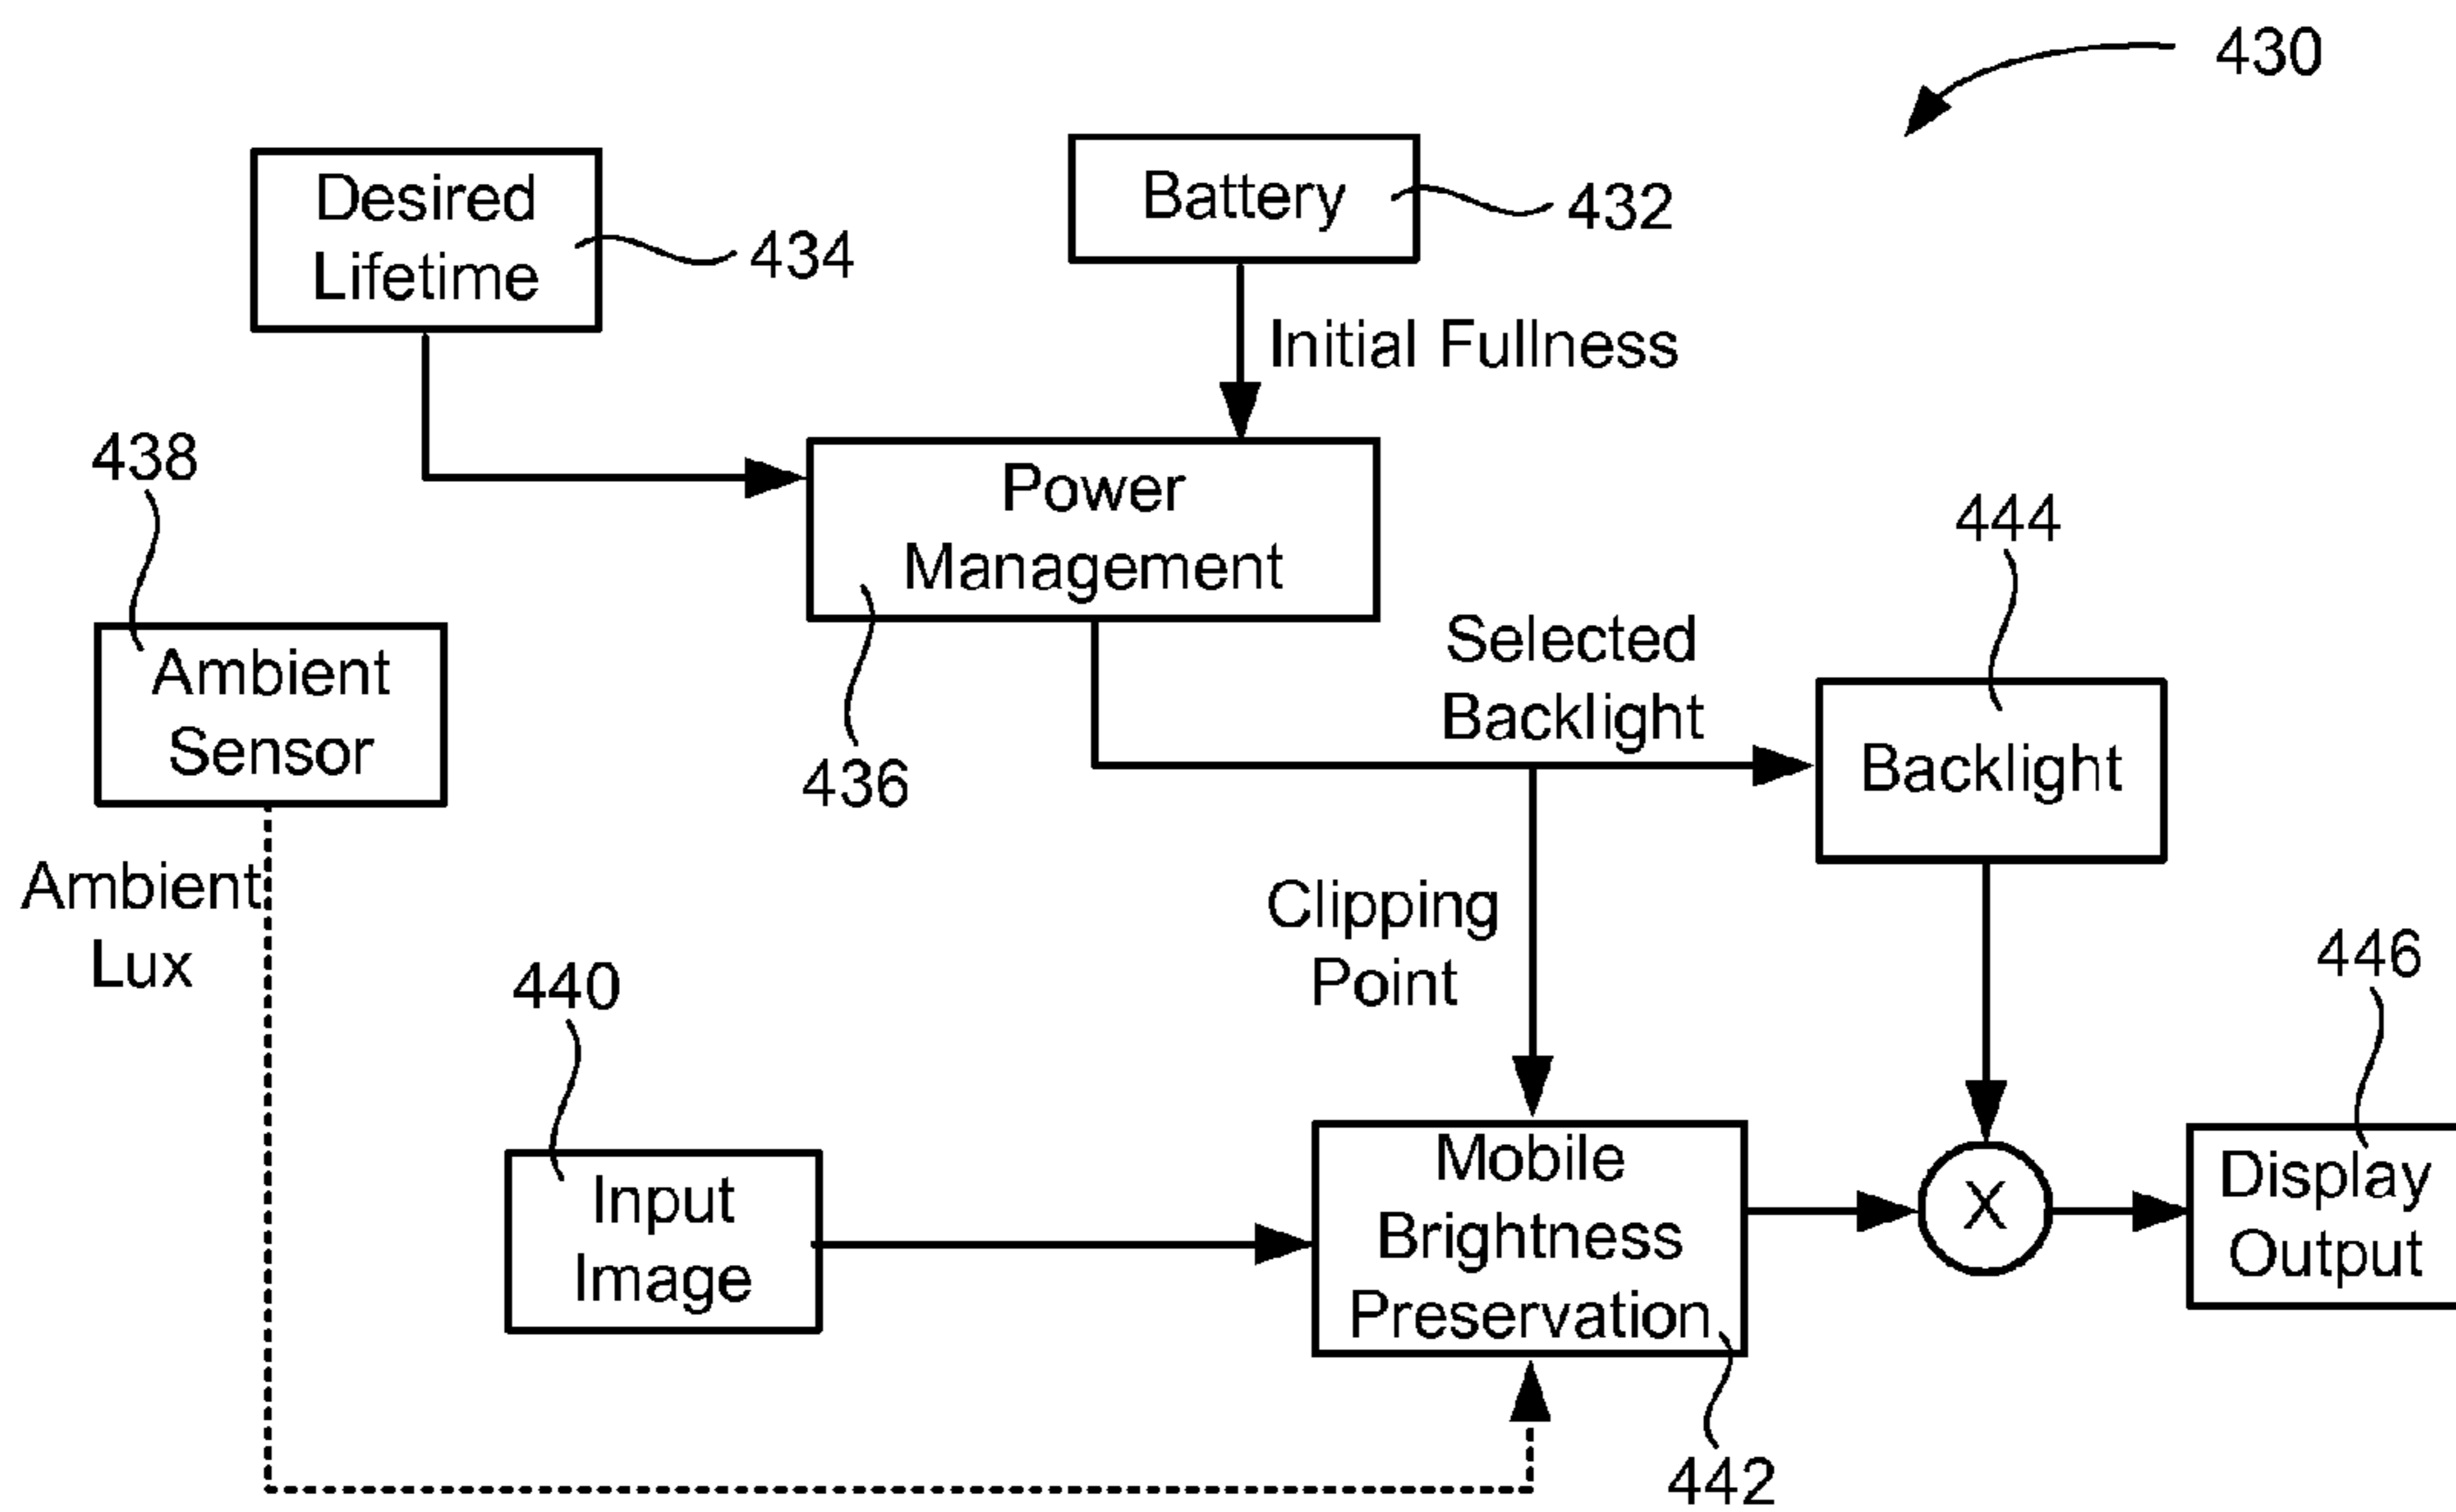 430
Desired
Lifetime
434
Battery
432
Initial Fullness
438
Power
Management
436
444
Ambient
Sensor
Selected
Backlight
Backlight
Ambient
Lux
Clipping
Point
440
446
Input
Image
Mobile
Brightness
Preservation
442
X
Display
Output